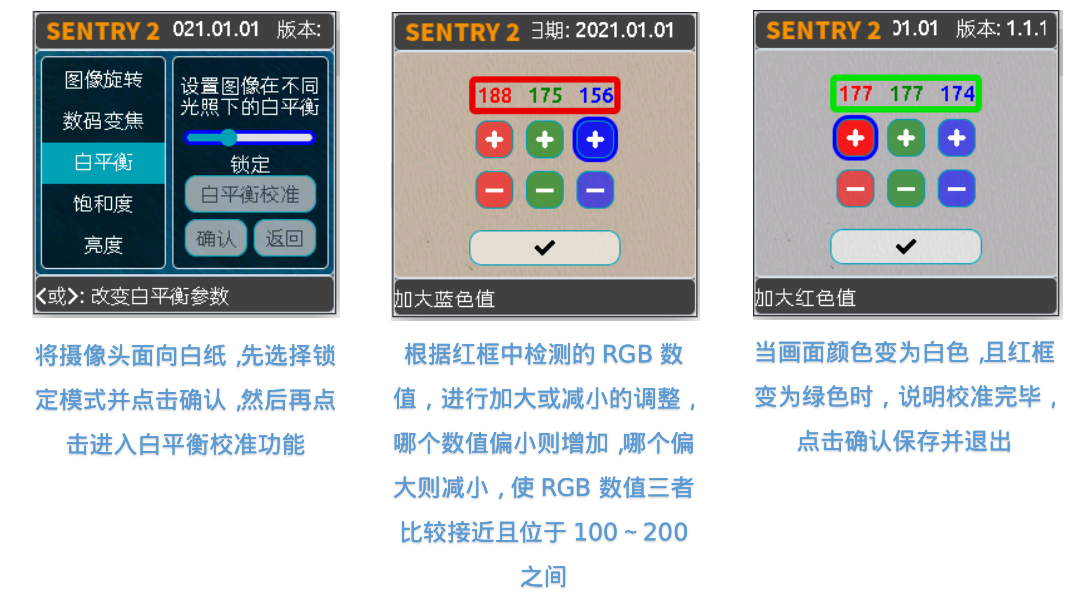 SENTRY 2 021.01.01 版本:
图像旋转
数码变焦
白平衡
饱和度
亮度
设置图像在不同
光照下的白平衡
锁定
白平衡校准
确认 返回
<或>: 改变白平衡参数
将摄像头面向白纸,先选择锁
定模式并点击确认,然后再点
击进入白平衡校准功能
SENTRY 2 日期: 2021.01.01
188 175 156
+ + +
− − −
✓
加大蓝色值
根据红框中检测的 RGB 数
值，进行加大或减小的调整，
哪个数值偏小则增加,哪个偏
大则减小，使 RGB 数值三者
比较接近且位于 100～200
之间
SENTRY 2 01.01 版本: 1.1.1
177 177 174
+ + +
− − −
✓
加大红色值
当画面颜色变为白色,且红框
变为绿色时，说明校准完毕，
点击确认保存并退出